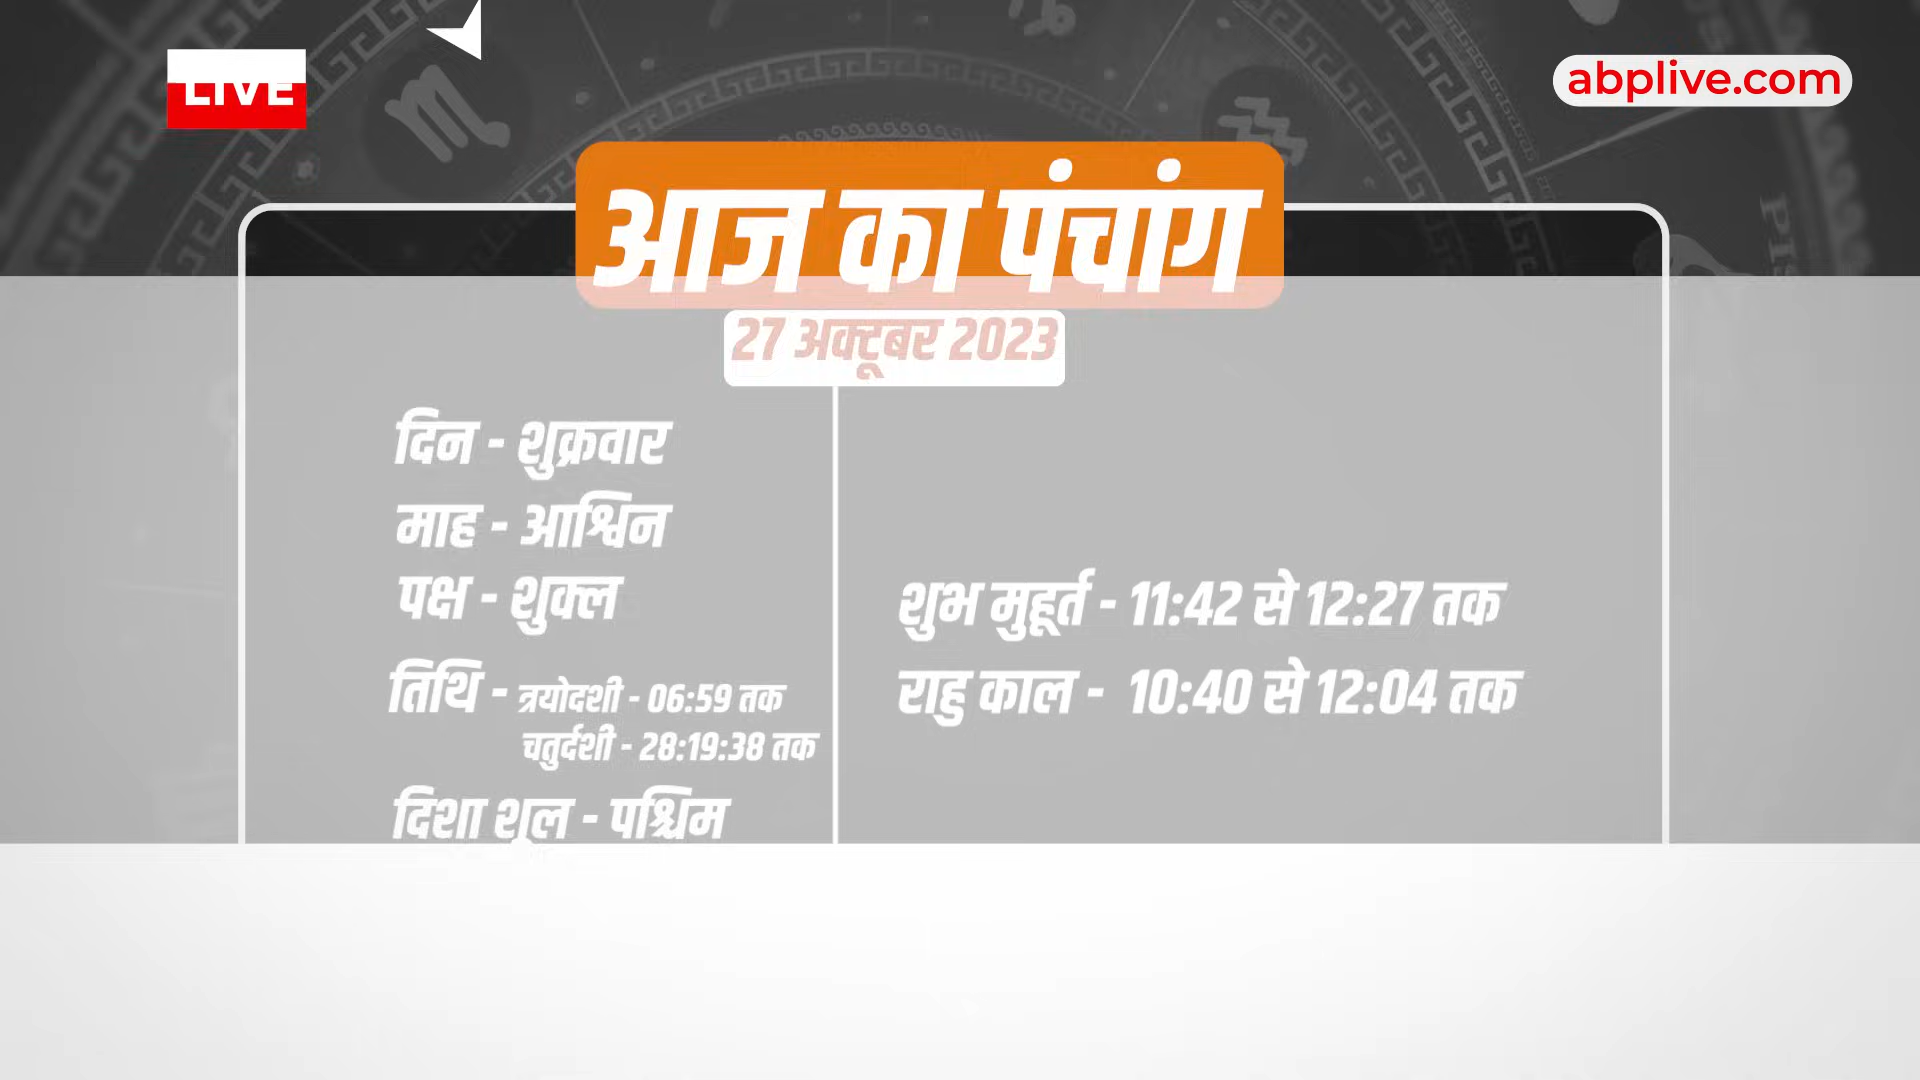 LIVE
abplive.com
आज का पंचांग
27 अक्टूबर 2023
दिन - शुक्रवार
माह - आश्विन
पक्ष - शुक्ल
तिथि - त्रयोदशी - 06:59 तक
चतुर्दशी - 28:19:38 तक
दिशा शूल - पश्चिम
शुभ मुहूर्त - 11:42 से 12:27 तक
राहु काल - 10:40 से 12:04 तक